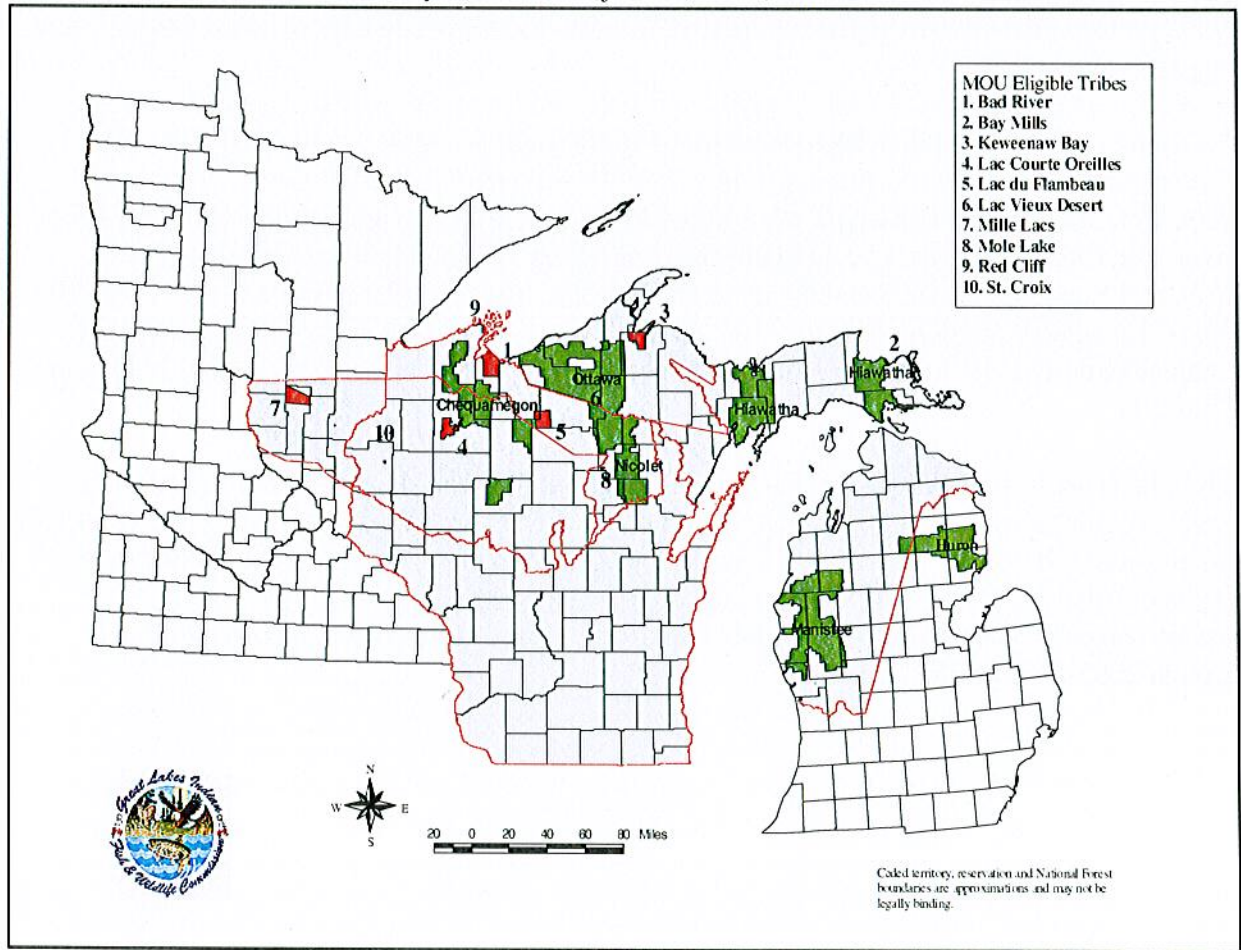 MOU Eligible Tribes
1. Bad River
2. Bay Mills
3. Keweenaw Bay
4. Lac Courte Oreilles
5. Lac du Flambeau
6. Lac Vieux Desert
7. Mille Lacs
8. Mole Lake
9. Red Cliff
10. St. Croix
9
3
1
2
Ottawa
Hiawatha
6
7
Chequamegon
Hiawatha
10
5
4
Nicolet
8
Huron
Manistee
Great Lakes Indian
Fish & Wildlife Commission
N
W E
S
20 0 20 40 60 80 Miles
Ceded territory, reservation and National Forest
boundaries are approximations and may not be
legally binding.